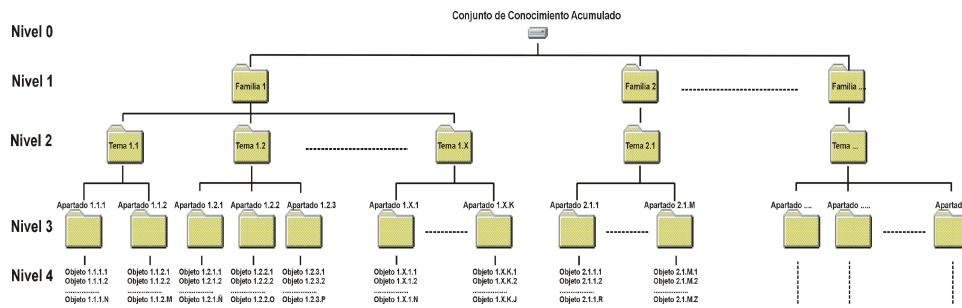 Conjunto de Conocimiento Acumulado
Nivel 0
Nivel 1
Familia 1
Familia 2
Familia ....
Nivel 2
Tema 1.1
Tema 1.2
Tema 1.X
Tema 2.1
Tema ...
Apartado 1.1.1
Apartado 1.1.2
Apartado 1.2.1
Apartado 1.2.2
Apartado 1.2.3
Apartado 1.X.1
Apartado 1.X.K
Apartado 2.1.1
Apartado 2.1.M
Apartado ....
Apartado .....
Apartad
Nivel 3
Nivel 4
Objeto 1.1.1.1
Objeto 1.1.1.2
Objeto 1.1.1.N
Objeto 1.1.2.1
Objeto 1.1.2.2
Objeto 1.1.2.M
Objeto 1.2.1.1
Objeto 1.2.1.2
Objeto 1.2.1.Ñ
Objeto 1.2.2.1
Objeto 1.2.2.2
Objeto 1.2.2.O
Objeto 1.2.3.1
Objeto 1.2.3.2
Objeto 1.2.3.P
Objeto 1.X.1.1
Objeto 1.X.1.2
Objeto 1.X.1.N
Objeto 1.X.K.1
Objeto 1.X.K.2
Objeto 1.X.K.J
Objeto 2.1.1.1
Objeto 2.1.1.2
Objeto 2.1.1.R
Objeto 2.1.M.1
Objeto 2.1.M.2
Objeto 2.1.M.Z